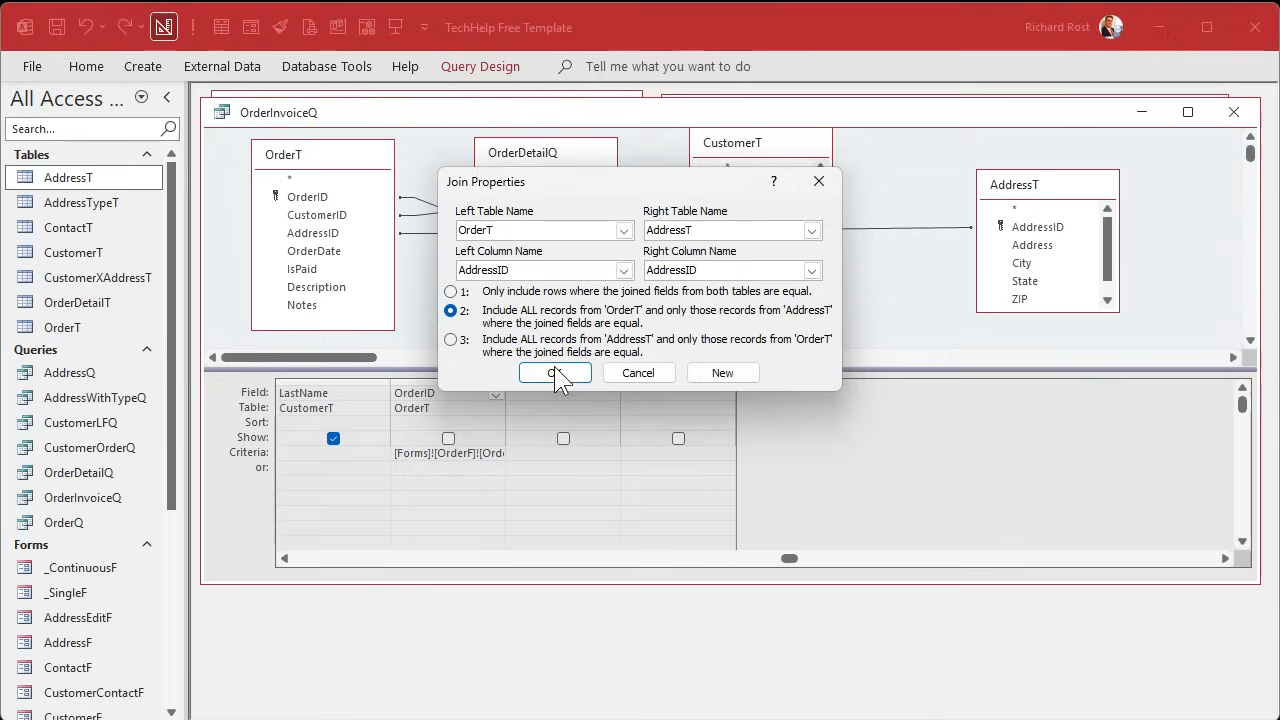 TechHelp Free Template
Richard Rost
File
Home
Create
External Data
Database Tools
Help
Query Design
Tell me what you want to do
All Access ...
Search...
Tables
AddressT
AddressTypeT
ContactT
CustomerT
CustomerXAddressT
OrderDetailT
OrderT
Queries
AddressQ
AddressWithTypeQ
CustomerLFQ
CustomerOrderQ
OrderDetailQ
OrderInvoiceQ
OrderQ
Forms
_ContinuousF
_SingleF
AddressEditF
AddressF
ContactF
CustomerContactF
CustomerF
OrderInvoiceQ
OrderT
*
OrderID
CustomerID
AddressID
OrderDate
IsPaid
Description
Notes
OrderDetailQ
CustomerT
*
AddressT
*
AddressID
Address
City
State
ZIP
Join Properties
?
Left Table Name
Right Table Name
OrderT
AddressT
Left Column Name
Right Column Name
AddressID
AddressID
1: Only include rows where the joined fields from both tables are equal.
2: Include ALL records from 'OrderT' and only those records from 'AddressT'
where the joined fields are equal.
3: Include ALL records from 'AddressT' and only those records from 'OrderT'
where the joined fields are equal.
Cancel
New
Field: LastName OrderID
Table: CustomerT OrderT
Sort:
Show:
Criteria: [Forms]![OrderF]![Orde
or: